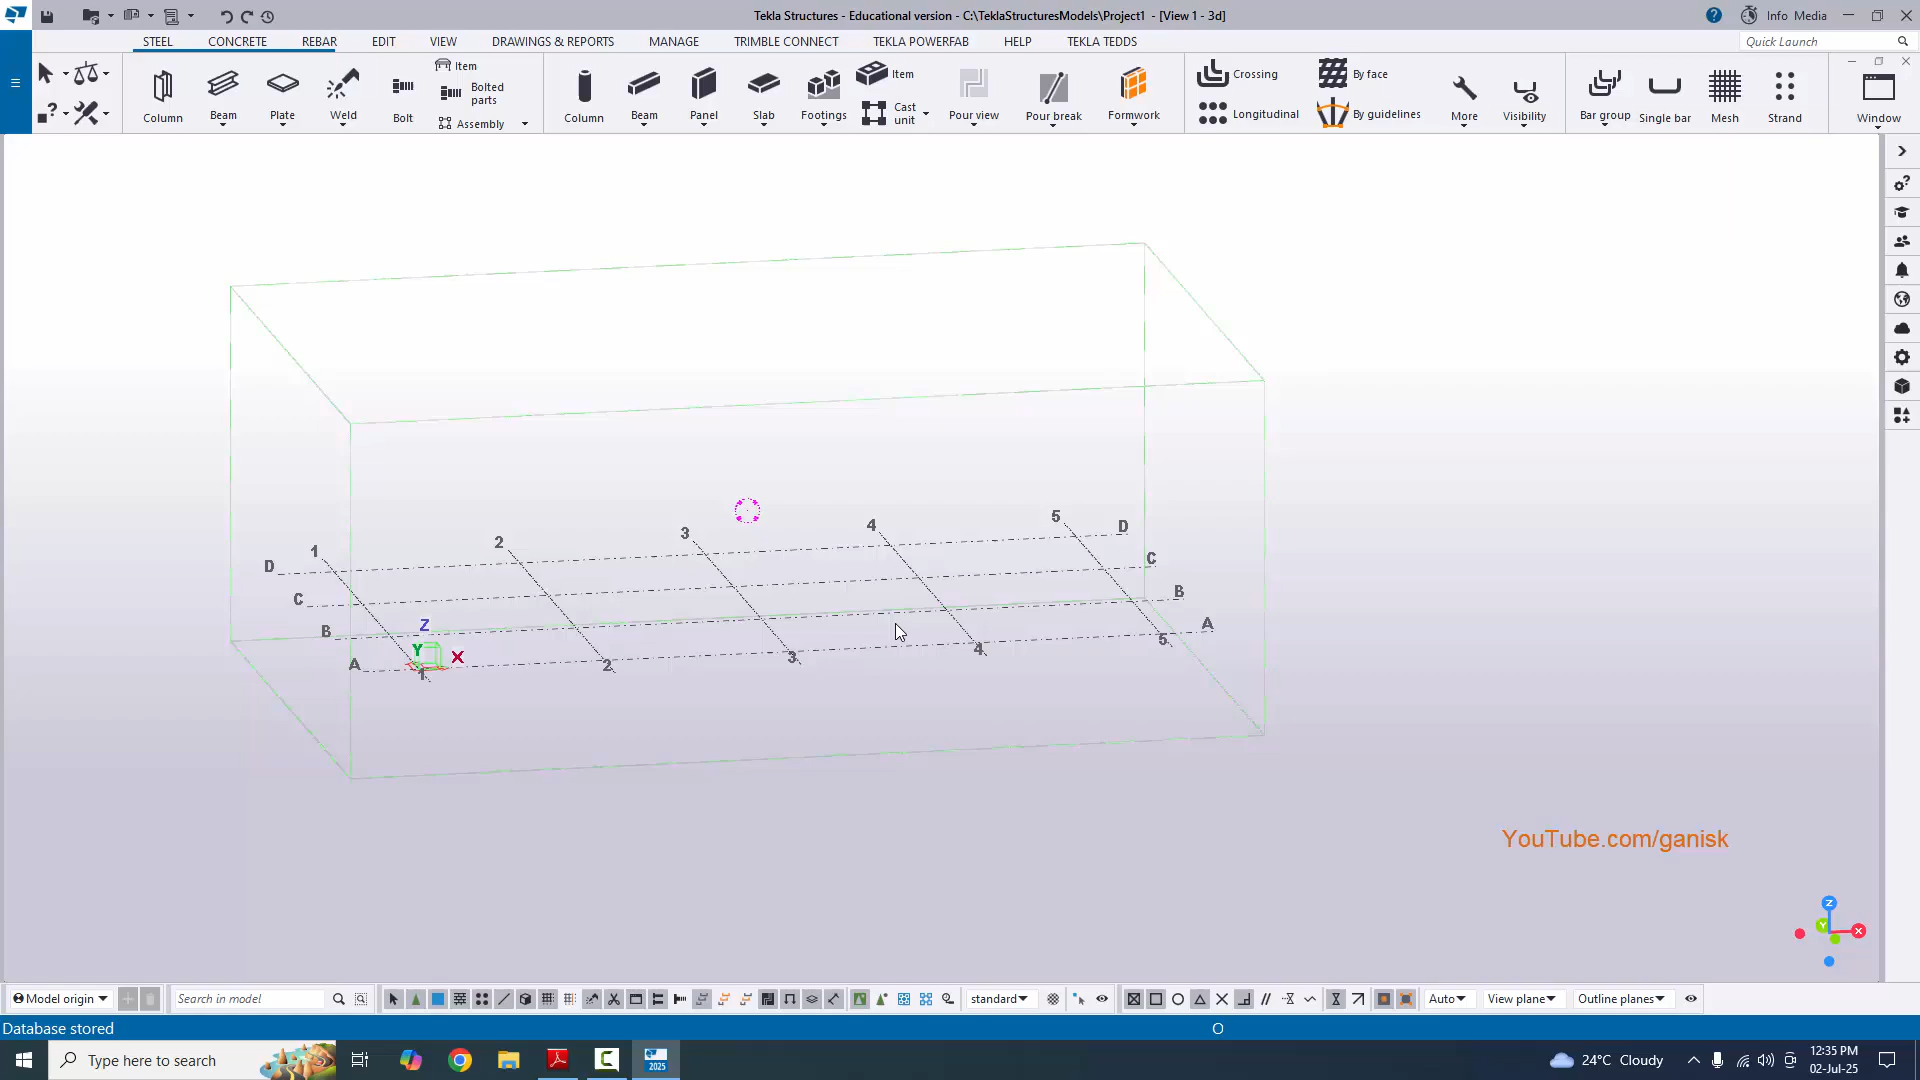 Tekla Structures - Educational version - C:\TeklaStructuresModels\Project1 - [View 1 - 3d]
Info Media
STEEL CONCRETE REBAR EDIT VIEW DRAWINGS & REPORTS MANAGE TRIMBLE CONNECT TEKLA POWERFAB HELP TEKLA TEDDS
Quick Launch
Column Beam Plate Weld Bolt Item Bolted parts Assembly
Column Beam Panel Slab Footings Item Cast unit Pour view Pour break Formwork
Crossing Longitudinal By face By guidelines More Visibility
Bar group Single bar Mesh Strand Window
1 2 3 4 5
D D
C C
B B
A A
Z
Y X
1 2 3 4 5
YouTube.com/ganisk
Z
Y X
Model origin
Search in model
standard
Auto
View plane
Outline planes
Database stored
O
Type here to search
2025
24°C Cloudy
12:35 PM
02-Jul-25